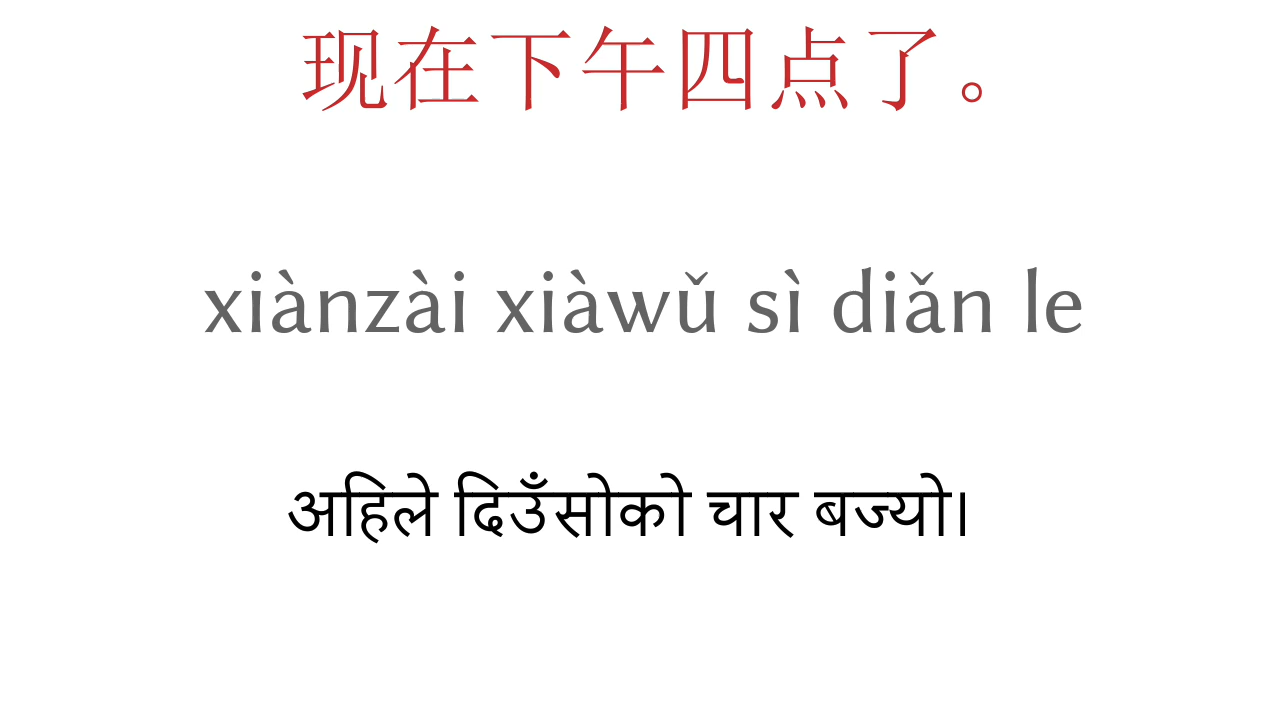 现在下午四点了。
xiànzài xiàwǔ sì diǎn le
अहिले दिउँसोको चार बज्यो।